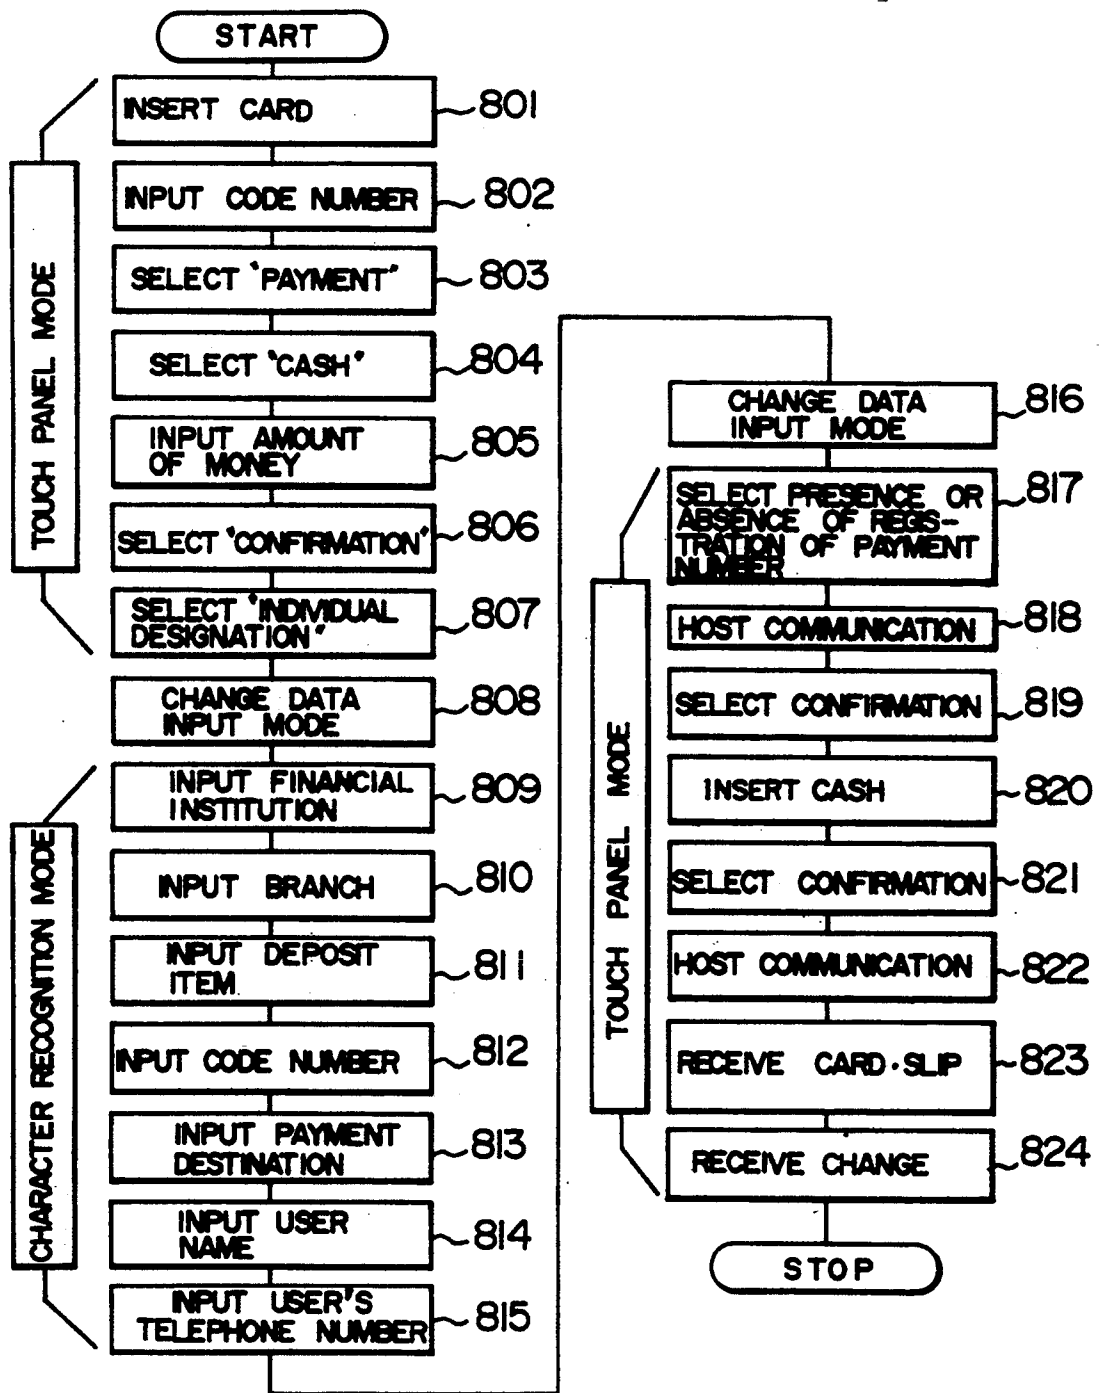 START
INSERT CARD
801
INPUT CODE NUMBER
802
SELECT "PAYMENT"
803
SELECT "CASH"
804
INPUT AMOUNT
OF MONEY
805
SELECT "CONFIRMATION"
806
SELECT "INDIVIDUAL
DESIGNATION"
807
TOUCH PANEL MODE
CHANGE DATA
INPUT MODE
808
INPUT FINANCIAL
INSTITUTION
809
INPUT BRANCH
810
INPUT DEPOSIT
ITEM
811
INPUT CODE NUMBER
812
INPUT PAYMENT
DESTINATION
813
INPUT USER
NAME
814
INPUT USER'S
TELEPHONE NUMBER
815
CHARACTER RECOGNITION MODE
CHANGE DATA
INPUT MODE
816
SELECT PRESENCE OR
ABSENCE OF REGIS-
TRATION OF PAYMENT
NUMBER
817
HOST COMMUNICATION
818
SELECT CONFIRMATION
819
INSERT CASH
820
SELECT CONFIRMATION
821
HOST COMMUNICATION
822
RECEIVE CARD·SLIP
823
RECEIVE CHANGE
824
TOUCH PANEL MODE
STOP